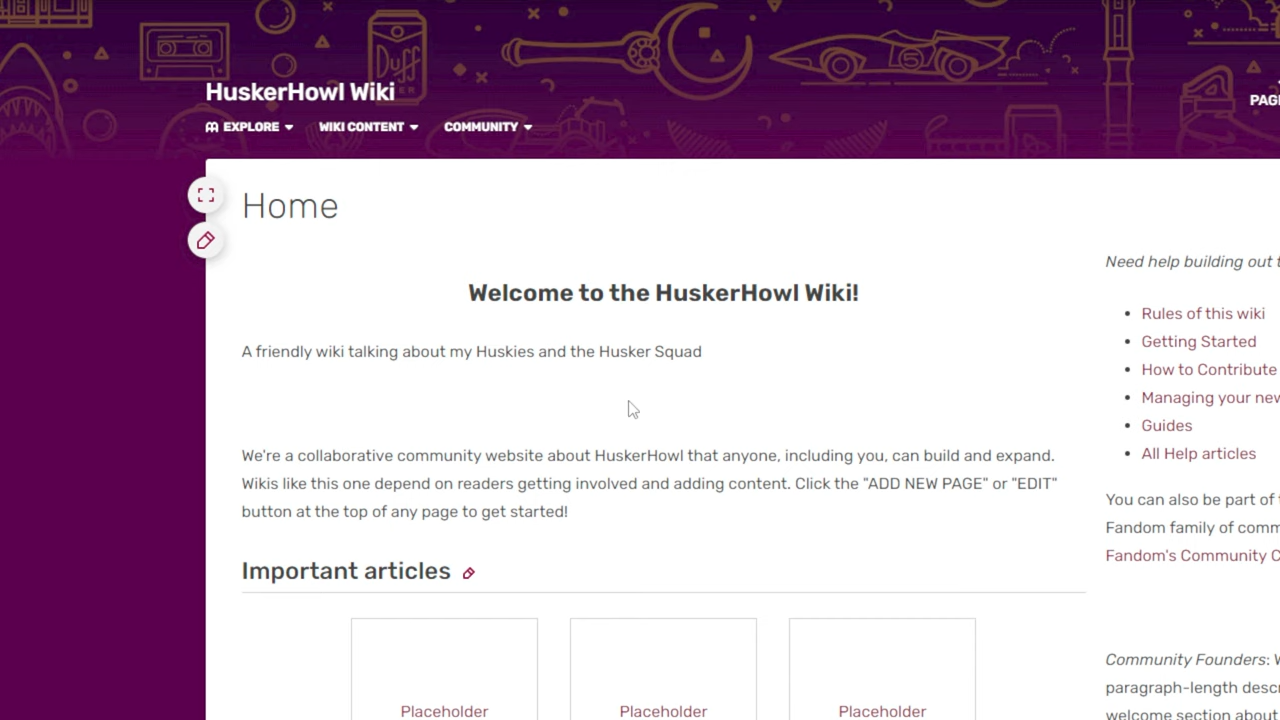 HuskerHowl Wiki
EXPLORE
WIKI CONTENT
COMMUNITY
Home
Welcome to the HuskerHowl Wiki!
A friendly wiki talking about my Huskies and the Husker Squad
We're a collaborative community website about HuskerHowl that anyone, including you, can build and expand.
Wikis like this one depend on readers getting involved and adding content. Click the "ADD NEW PAGE" or "EDIT"
button at the top of any page to get started!
Important articles
Placeholder
Placeholder
Placeholder
Need help building out
Rules of this wiki
Getting Started
How to Contribute
Managing your
Guides
All Help articles
You can also be part of
Fandom family of
Fandom's Community
Community Founders:
paragraph-length
welcome section about
Duff